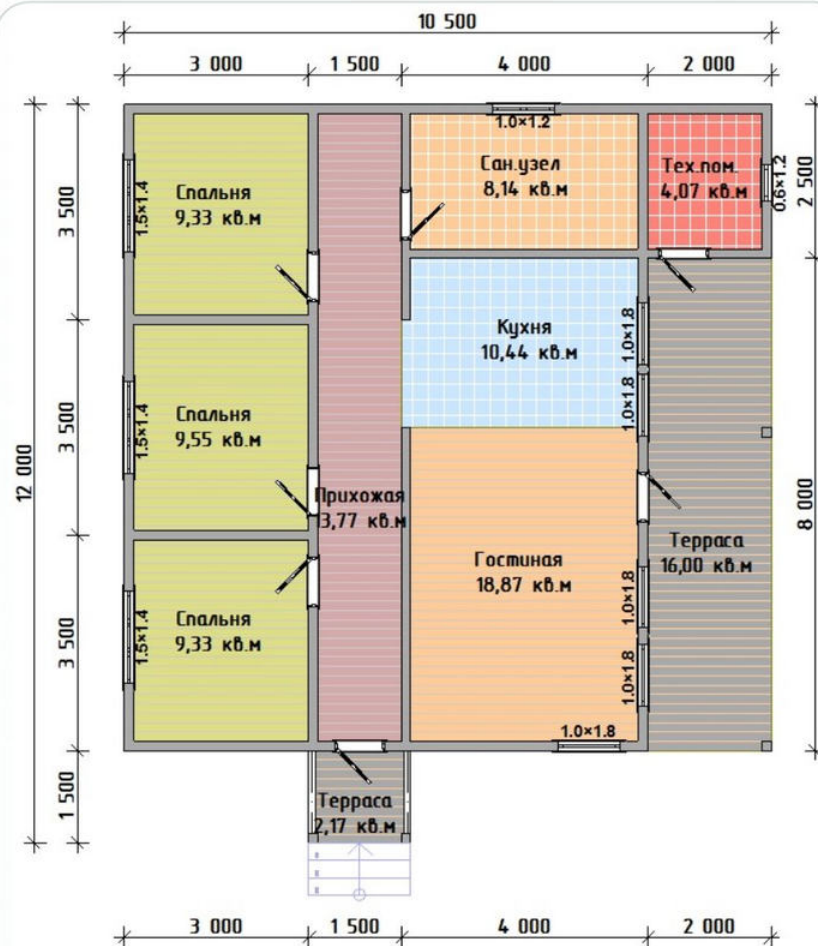 10 500
3 000
1 500
4 000
2 000
1.0×1.2
Спальня
9,33 кв.м
1.5×1.4
Сан.узел
8,14 кв.м
Тех.пом.
4,07 кв.м
0.6×1.2
2 500
3 500
Кухня
10,44 кв.м
1.0×1.8
1.0×1.8
Спальня
9,55 кв.м
1.5×1.4
3 500
12 000
Прихожая
13,77 кв.м
8 000
Терраса
16,00 кв.м
Гостиная
18,87 кв.м
1.0×1.8
1.0×1.8
Спальня
9,33 кв.м
1.5×1.4
3 500
1.0×1.8
1 500
Терраса
2,17 кв.м
3 000
1 500
4 000
2 000